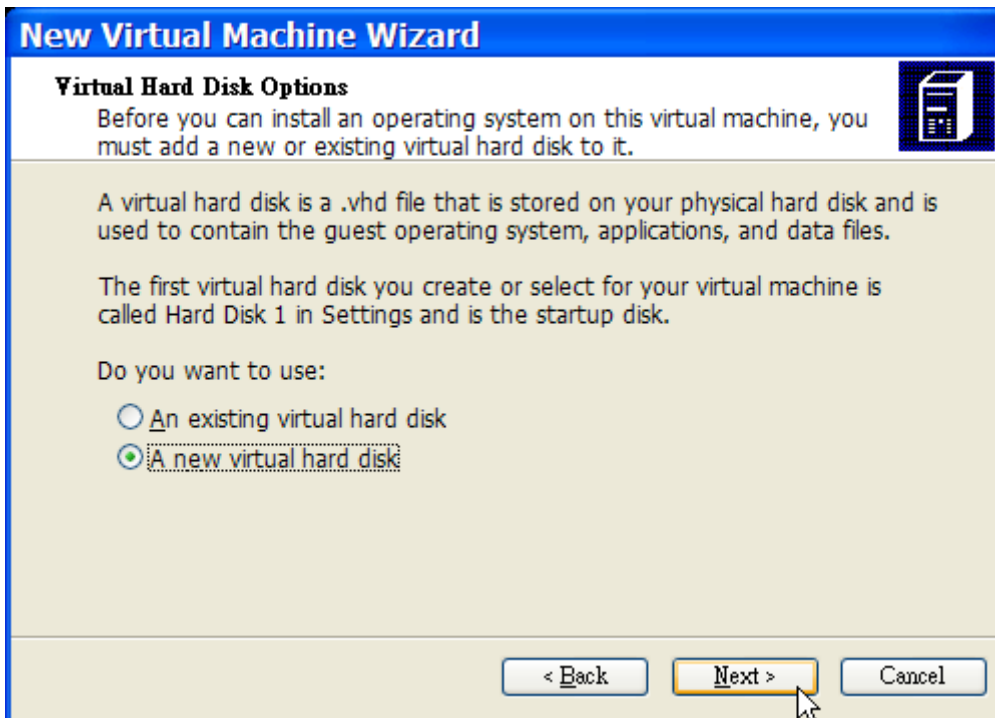 New Virtual Machine Wizard
Virtual Hard Disk Options
Before you can install an operating system on this virtual machine, you
must add a new or existing virtual hard disk to it.
A virtual hard disk is a .vhd file that is stored on your physical hard disk and is
used to contain the guest operating system, applications, and data files.
The first virtual hard disk you create or select for your virtual machine is
called Hard Disk 1 in Settings and is the startup disk.
Do you want to use:
An existing virtual hard disk
A new virtual hard disk
< Back
Next >
Cancel